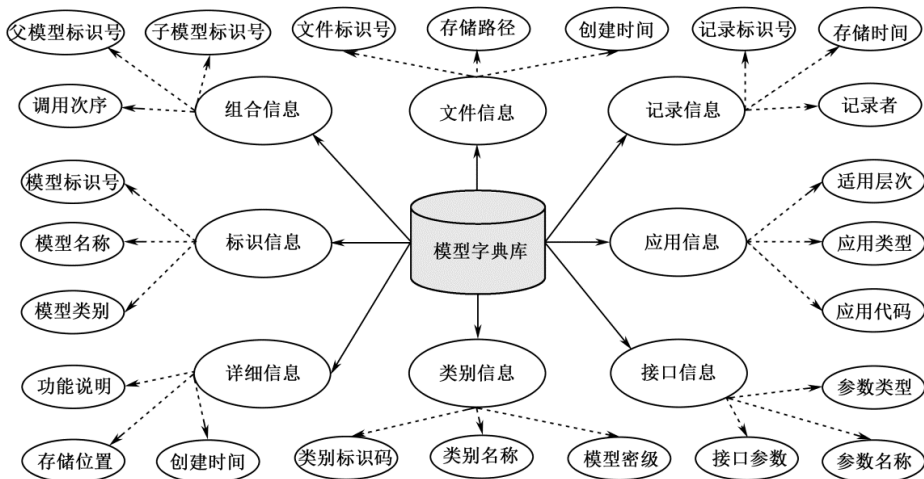 父模型标识号
子模型标识号
文件标识号
存储路径
创建时间
记录标识号
存储时间
调用次序
组合信息
文件信息
记录信息
记录者
模型标识号
适用层次
模型名称
标识信息
模型字典库
应用信息
应用类型
模型类别
应用代码
功能说明
详细信息
类别信息
接口信息
参数类型
存储位置
创建时间
类别标识码
类别名称
模型密级
接口参数
参数名称